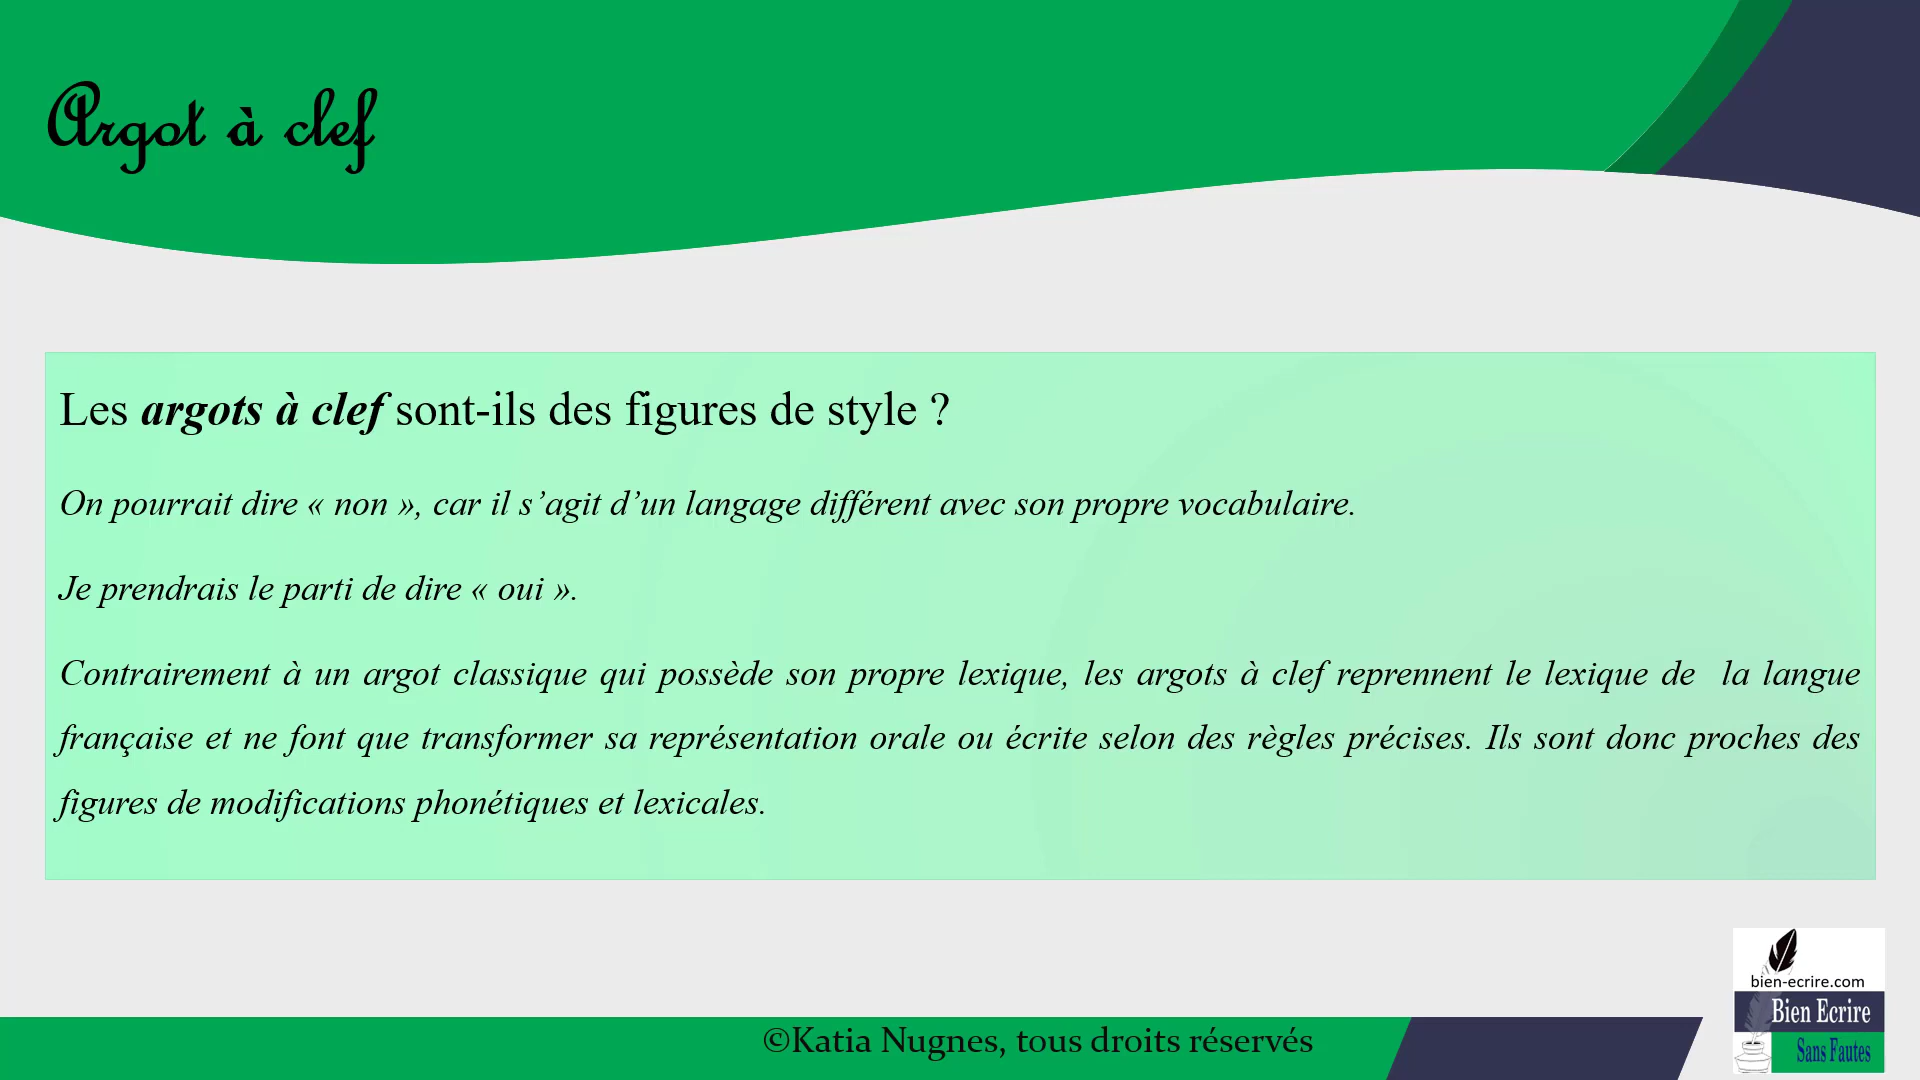 Argot à clef
Les argots à clef sont-ils des figures de style ?
On pourrait dire « non », car il s’agit d’un langage différent avec son propre vocabulaire.
Je prendrais le parti de dire « oui ».
Contrairement à un argot classique qui possède son propre lexique, les argots à clef reprennent le lexique de la langue
française et ne font que transformer sa représentation orale ou écrite selon des règles précises. Ils sont donc proches des
figures de modifications phonétiques et lexicales.
bien-ecrire.com
Bien Ecrire
Sans Fautes
©Katia Nugnes, tous droits réservés